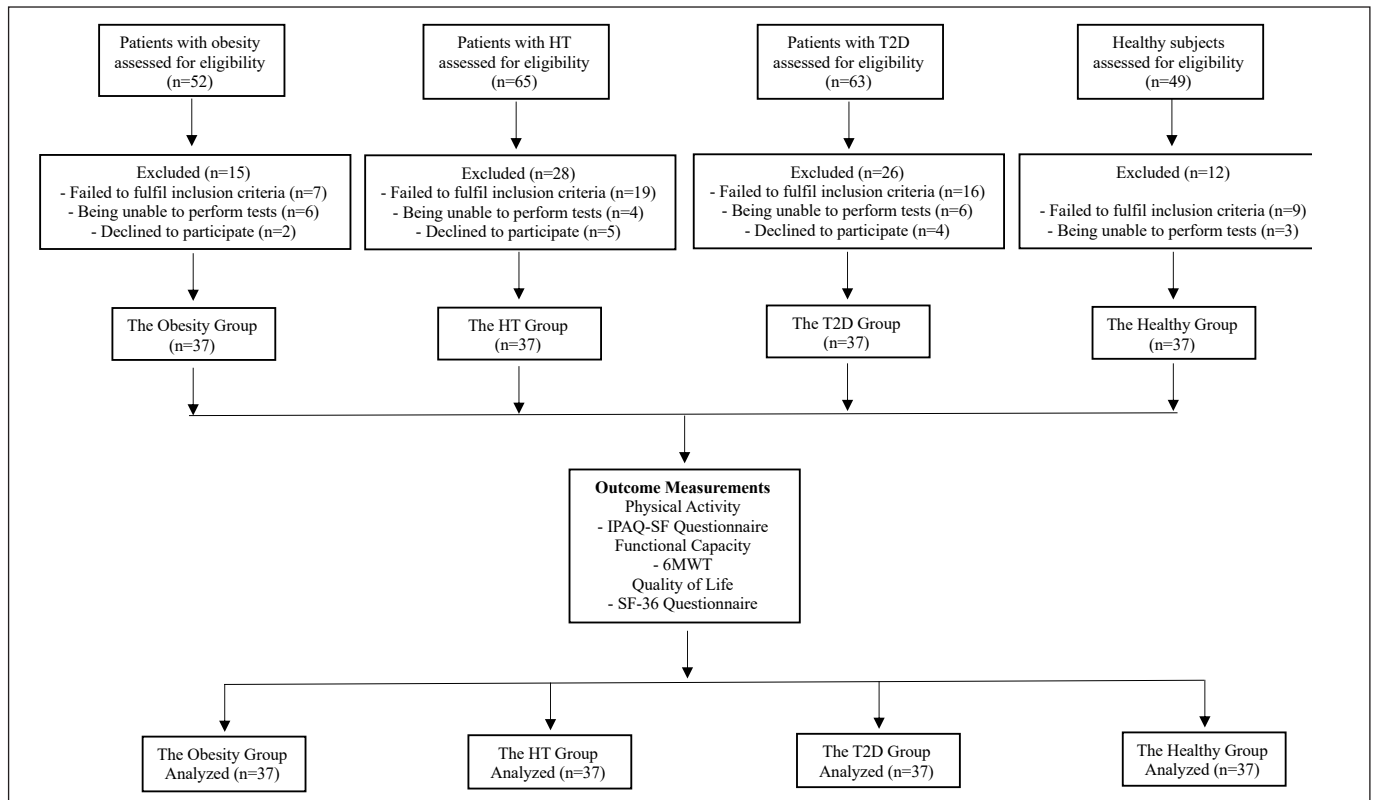 Patients with obesity
assessed for eligibility
(n=52)
Patients with HT
assessed for eligibility
(n=65)
Patients with T2D
assessed for eligibility
(n=63)
Healthy subjects
assessed for eligibility
(n=49)
Excluded (n=15)
- Failed to fulfil inclusion criteria (n=7)
- Being unable to perform tests (n=6)
- Declined to participate (n=2)
Excluded (n=28)
- Failed to fulfil inclusion criteria (n=19)
- Being unable to perform tests (n=4)
- Declined to participate (n=5)
Excluded (n=26)
- Failed to fulfil inclusion criteria (n=16)
- Being unable to perform tests (n=6)
- Declined to participate (n=4)
Excluded (n=12)
- Failed to fulfil inclusion criteria (n=9)
- Being unable to perform tests (n=3)
The Obesity Group
(n=37)
The HT Group
(n=37)
The T2D Group
(n=37)
The Healthy Group
(n=37)
Outcome Measurements
Physical Activity
- IPAQ-SF Questionnaire
Functional Capacity
- 6MWT
Quality of Life
- SF-36 Questionnaire
The Obesity Group
Analyzed (n=37)
The HT Group
Analyzed (n=37)
The T2D Group
Analyzed (n=37)
The Healthy Group
Analyzed (n=37)